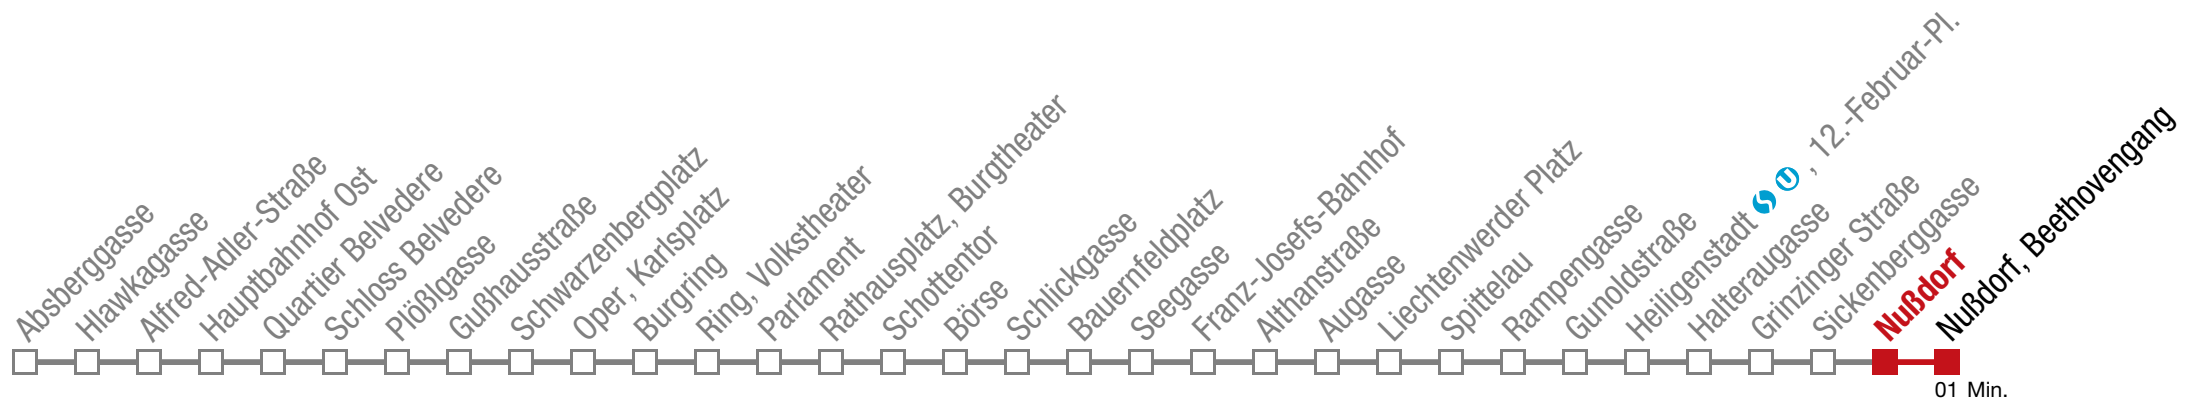 Absberggasse
Hlawkagasse
Alfred-Adler-Straße
Hauptbahnhof Ost
Quartier Belvedere
Schloss Belvedere
Plößlgasse
Gußhausstraße
Schwarzenbergplatz
Oper, Karlsplatz
Burgring
Ring, Volkstheater
Parlament
Rathausplatz, Burgtheater
Schottentor
Börse
Schlickgasse
Bauernfeldplatz
Seegasse
Franz-Josefs-Bahnhof
Althanstraße
Augasse
Liechtenwerder Platz
Spittelau
Rampengasse
Gunoldstraße
Heiligenstadt S U , 12.-Februar-Pl.
Halteraugasse
Grinzinger Straße
Sickenberggasse
Nußdorf
Nußdorf, Beethovengang
01 Min.